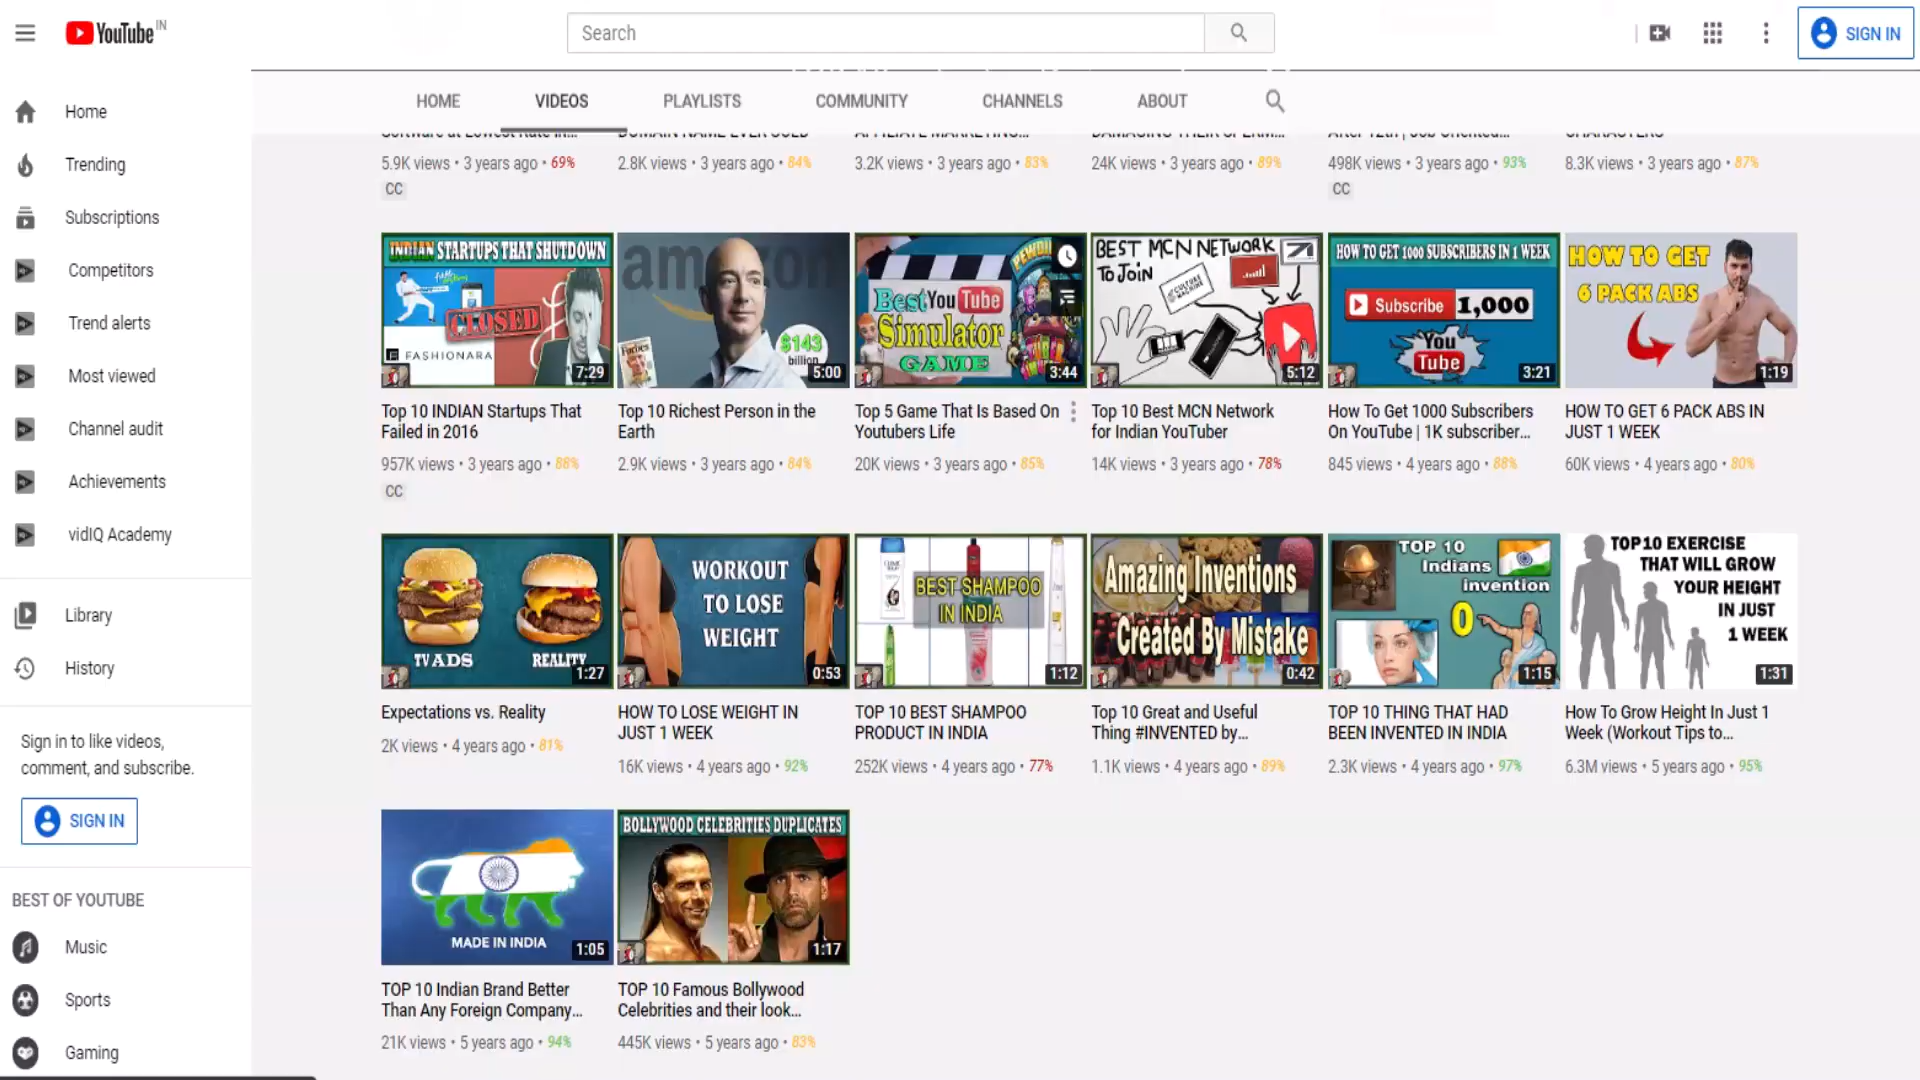 YouTube IN
Search
SIGN IN
HOME
VIDEOS
PLAYLISTS
COMMUNITY
CHANNELS
ABOUT
Home
Trending
Subscriptions
Competitors
Trend alerts
Most viewed
Channel audit
Achievements
vidIQ Academy
Library
History
Sign in to like videos,
comment, and subscribe.
SIGN IN
BEST OF YOUTUBE
Music
Sports
Gaming
5.9K views • 3 years ago • 69%
CC
2.8K views • 3 years ago • 84%
3.2K views • 3 years ago • 83%
24K views • 3 years ago • 89%
498K views • 3 years ago • 93%
CC
8.3K views • 3 years ago • 87%
INDIAN STARTUPS THAT SHUTDOWN
CLOSED
FASHIONARA
7:29
Top 10 INDIAN Startups That
Failed in 2016
957K views • 3 years ago • 88%
CC
amazon
Forbes
$143
billion
5:00
Top 10 Richest Person in the
Earth
2.9K views • 3 years ago • 84%
Best YouTube
Simulator
GAME
3:44
Top 5 Game That Is Based On
Youtubers Life
20K views • 3 years ago • 85%
BEST MCN NETWORK
TO JOIN
CULTURE
MACHINE
5:12
Top 10 Best MCN Network
for Indian YouTuber
14K views • 3 years ago • 78%
HOW TO GET 1000 SUBSCRIBERS IN 1 WEEK
Subscribe 1,000
You
Tube
3:21
How To Get 1000 Subscribers
On YouTube | 1K subscriber...
845 views • 4 years ago • 88%
HOW TO GET
6 PACK ABS
1:19
HOW TO GET 6 PACK ABS IN
JUST 1 WEEK
60K views • 4 years ago • 80%
TV ADS
REALITY
1:27
Expectations vs. Reality
2K views • 4 years ago • 81%
WORKOUT
TO LOSE
WEIGHT
0:53
HOW TO LOSE WEIGHT IN
JUST 1 WEEK
16K views • 4 years ago • 92%
BEST SHAMPOO
IN INDIA
1:12
TOP 10 BEST SHAMPOO
PRODUCT IN INDIA
252K views • 4 years ago • 77%
Amazing Inventions
Created By Mistake
0:42
Top 10 Great and Useful
Thing #INVENTED by...
1.1K views • 4 years ago • 89%
TOP 10
Indians
invention
0
1:15
TOP 10 THING THAT HAD
BEEN INVENTED IN INDIA
2.3K views • 4 years ago • 97%
TOP10 EXERCISE
THAT WILL GROW
YOUR HEIGHT
IN JUST
1 WEEK
1:31
How To Grow Height In Just 1
Week (Workout Tips to...
6.3M views • 5 years ago • 95%
MADE IN INDIA
1:05
TOP 10 Indian Brand Better
Than Any Foreign Company...
21K views • 5 years ago • 94%
BOLLYWOOD CELEBRITIES DUPLICATES
1:17
TOP 10 Famous Bollywood
Celebrities and their look...
445K views • 5 years ago • 83%